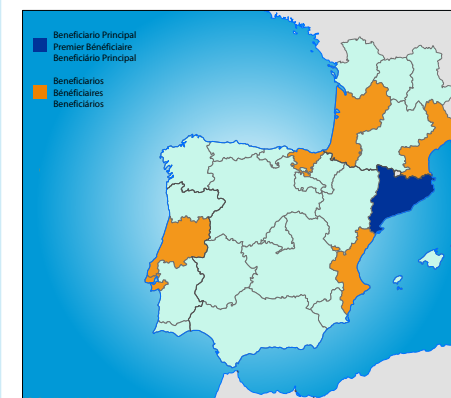 Beneficiario Principal
Premier Bénéficiaire
Beneficiário Principal
Beneficiarios
Bénéficiaires
Beneficiários